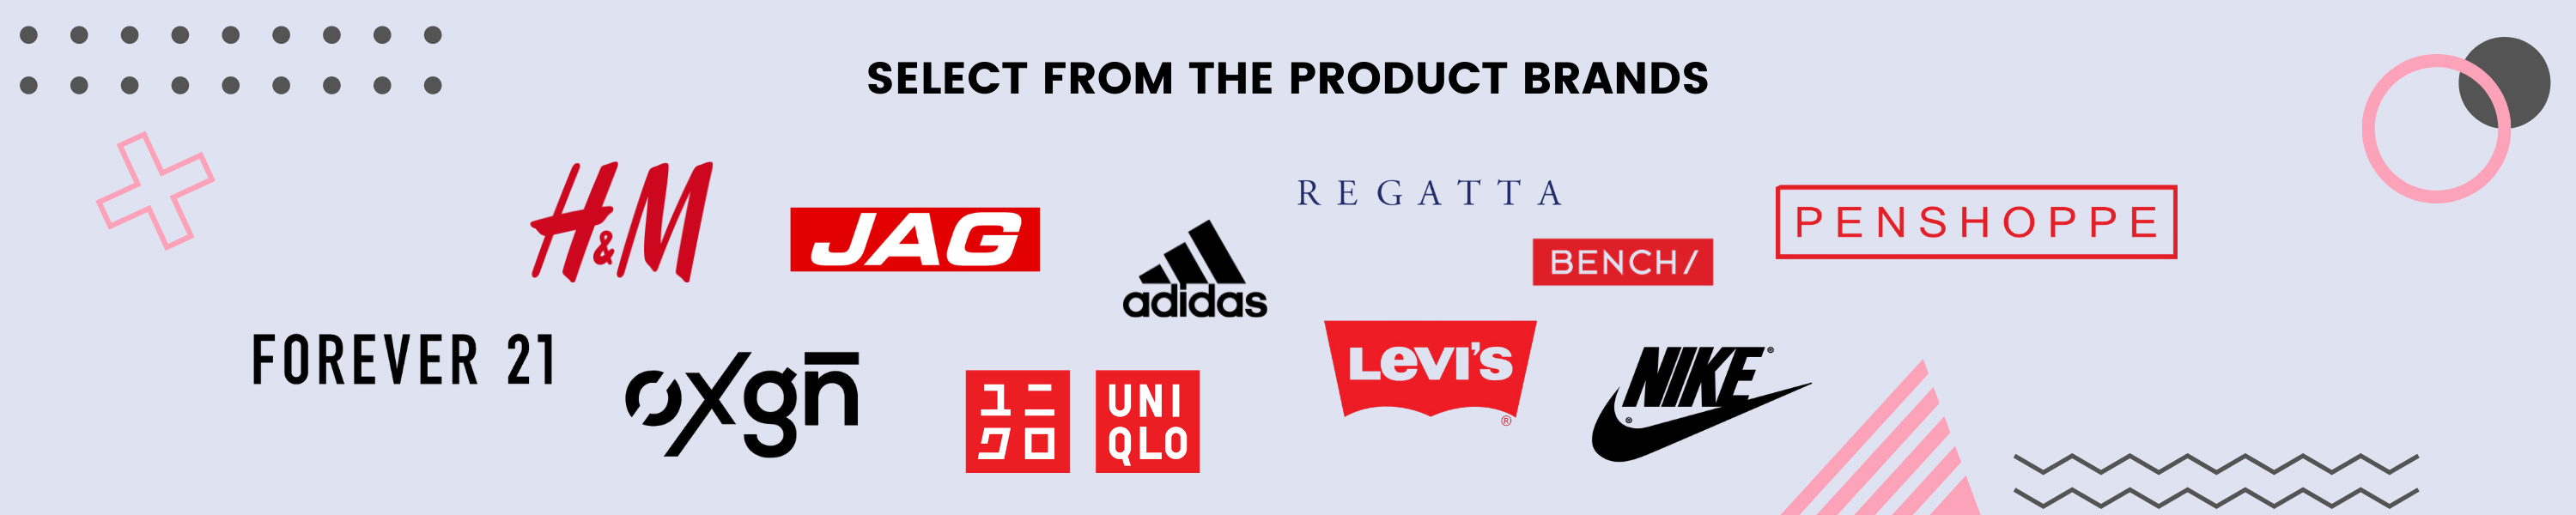 SELECT FROM THE PRODUCT BRANDS
H&M
JAG
adidas
REGATTA
BENCH/
PENSHOPPE
FOREVER 21
oxgn
ユニ
クロ
UNI
QLO
LEVI'S
®
NIKE
®
®